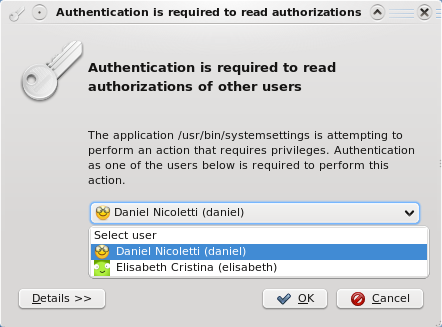 Authentication is required to read authorizations
Authentication is required to read
authorizations of other users
The application /usr/bin/systemsettings is attempting to
perform an action that requires privileges. Authentication
as one of the users below is required to perform this
action.
Daniel Nicoletti (daniel)
Select user
Daniel Nicoletti (daniel)
Elisabeth Cristina (elisabeth)
Details >> OK Cancel